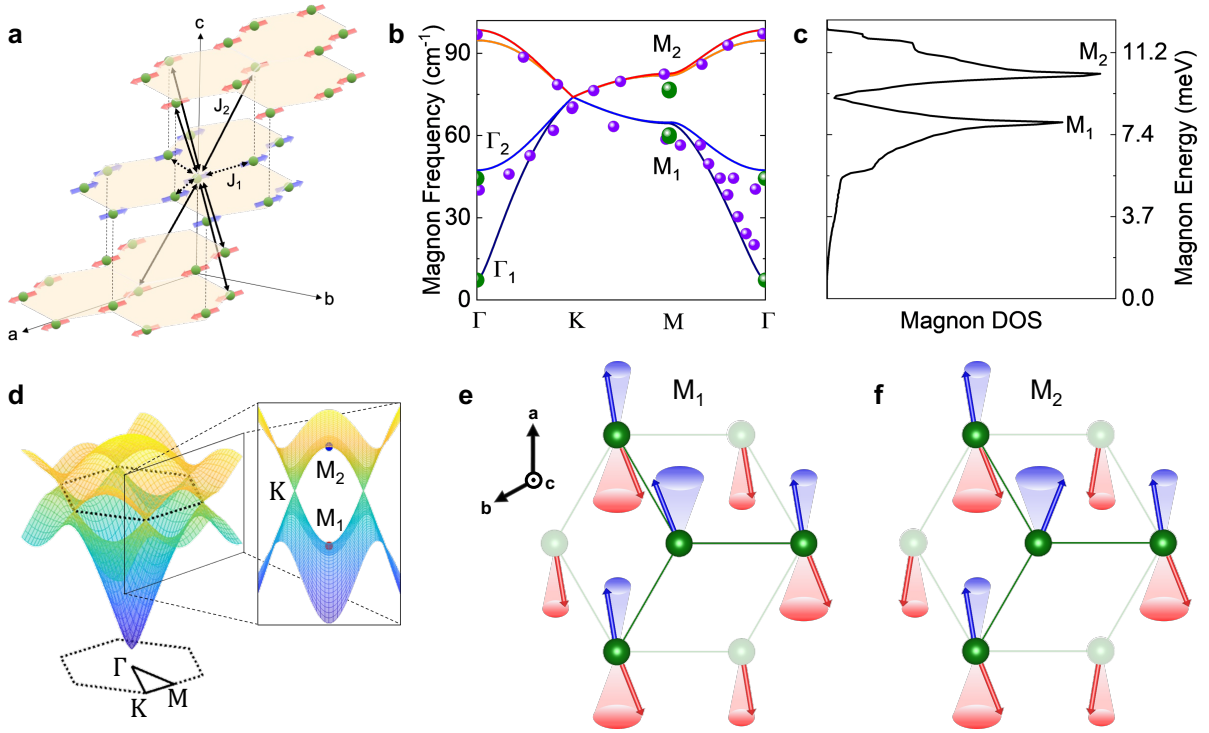 a
c
J₂
J₁
b
a
b
Magnon Frequency (cm⁻¹)
90
60
30
0
Γ₂
Γ₁
M₂
M₁
Γ
K
M
Γ
c
M₂
M₁
Magnon DOS
11.2
7.4
3.7
0.0
Magnon Energy (meV)
d
K
M₂
M₁
Γ
K
M
e
M₁
a
b
c
f
M₂